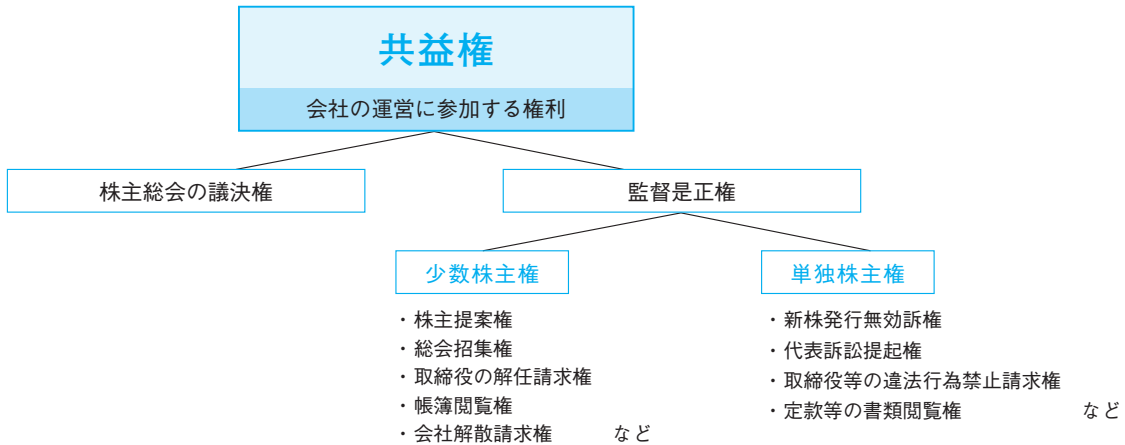 共益権
会社の運営に参加する権利
株主総会の議決権
監督是正権
少数株主権
・株主提案権
・総会招集権
・取締役の解任請求権
・帳簿閲覧権
・会社解散請求権 など
単独株主権
・新株発行無効訴権
・代表訴訟提起権
・取締役等の違法行為禁止請求権
・定款等の書類閲覧権 など